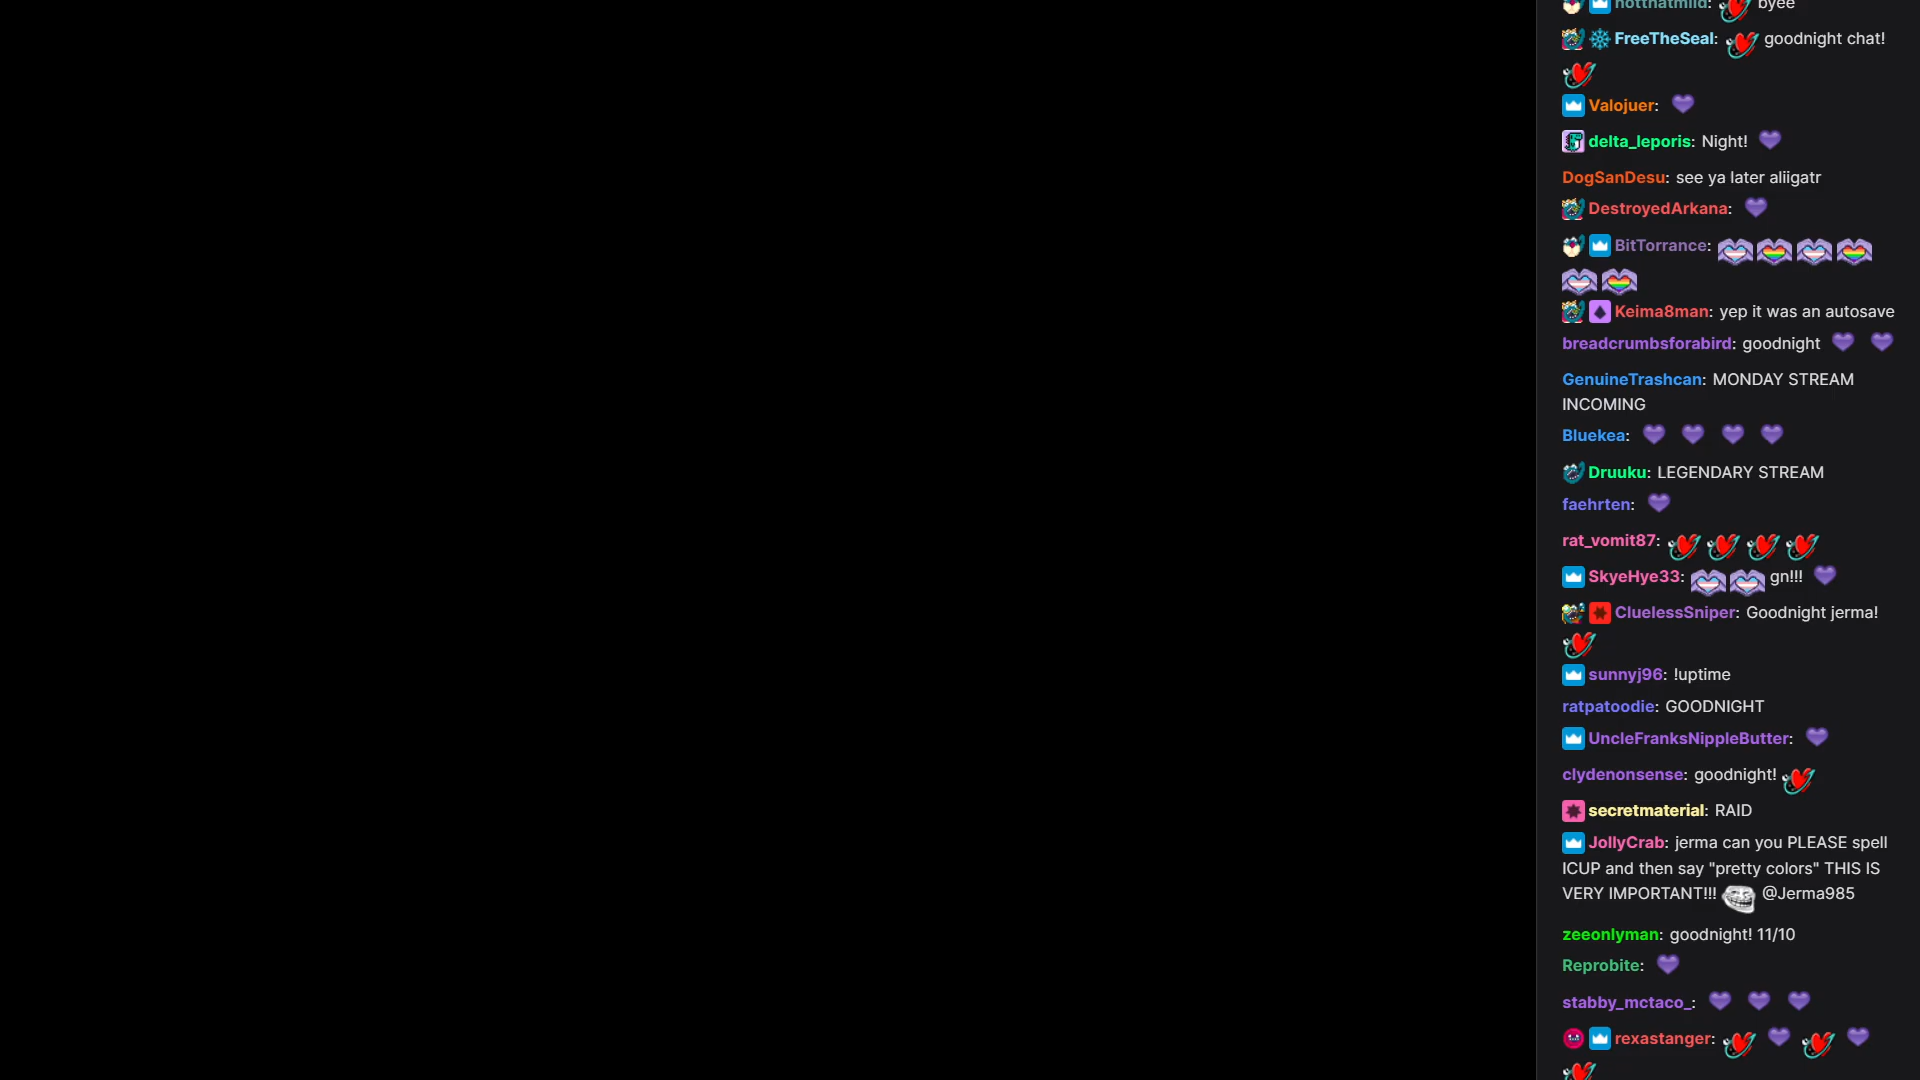 notthatmild: byee
FreeTheSeal: goodnight chat!
Valojuer:
delta_leporis: Night!
DogSanDesu: see ya later aliigatr
DestroyedArkana:
BitTorrance:
Keima8man: yep it was an autosave
breadcrumbsforabird: goodnight
GenuineTrashcan: MONDAY STREAM
INCOMING
Bluekea:
Druuku: LEGENDARY STREAM
faehrten:
rat_vomit87:
SkyeHye33: gn!!!
CluelessSniper: Goodnight jerma!
sunnyj96: !uptime
ratpatoodie: GOODNIGHT
UncleFranksNippleButter:
clydenonsense: goodnight!
secretmaterial: RAID
JollyCrab: jerma can you PLEASE spell
ICUP and then say "pretty colors" THIS IS
VERY IMPORTANT!!! @Jerma985
zeeonlyman: goodnight! 11/10
Reprobite:
stabby_mctaco_:
rexastanger: